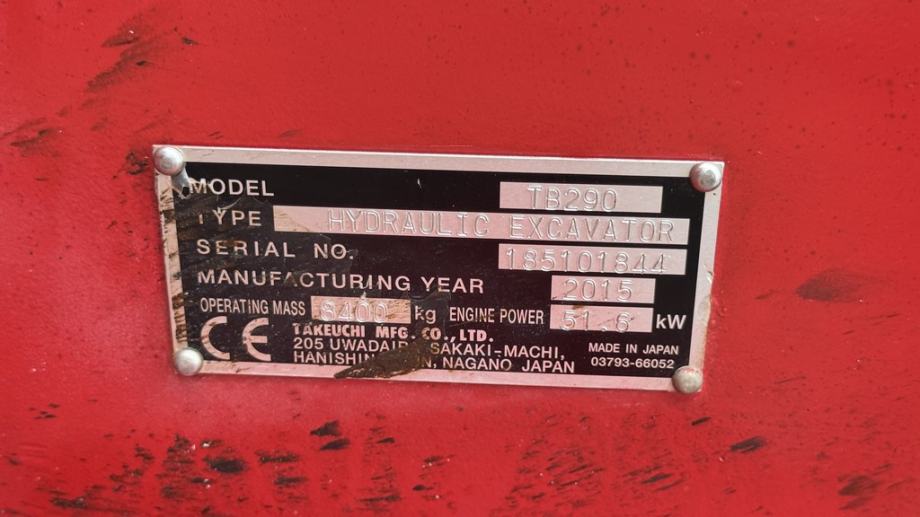 MODEL TB290
TYPE HYDRAULIC EXCAVATOR
SERIAL NO. 185101844
MANUFACTURING YEAR 2015
OPERATING MASS 8400 kg ENGINE POWER 51.6 kW
CE TAKEUCHI MFG. CO., LTD.
205 SAKAKI-MACHI, MADE IN JAPAN
NAGANO JAPAN 03793-66052